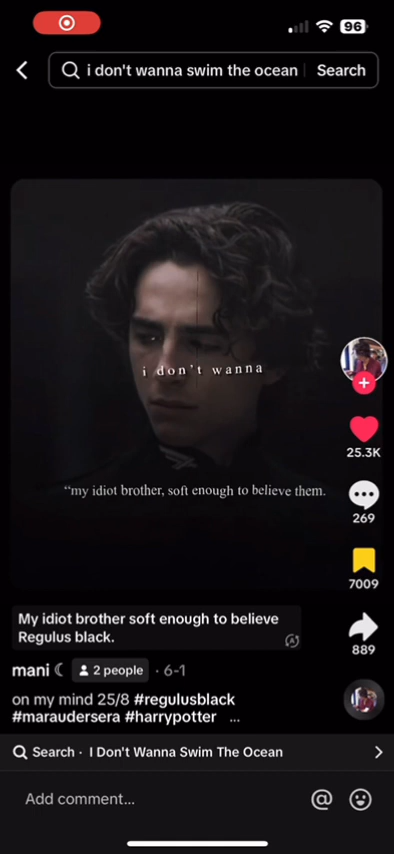 96
i don't wanna swim the ocean
Search
i don't wanna
"my idiot brother, soft enough to believe them.
25.3K
269
7009
889
My idiot brother soft enough to believe
Regulus black.
mani ☾ 2 people · 6-1
on my mind 25/8 #regulusblack
#maraudersera #harrypotter ...
Search · I Don't Wanna Swim The Ocean
Add comment...